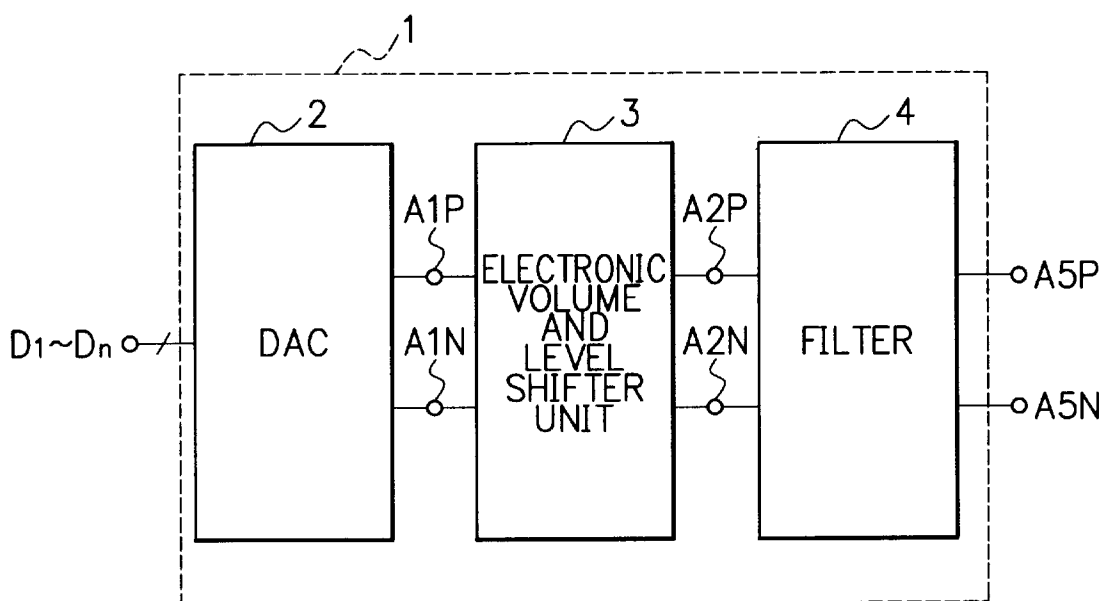 1
2
3
4
A1P
A2P
A1N
A2N
D1~Dn
DAC
ELECTRONIC
VOLUME
AND
LEVEL
SHIFTER
UNIT
FILTER
A5P
A5N